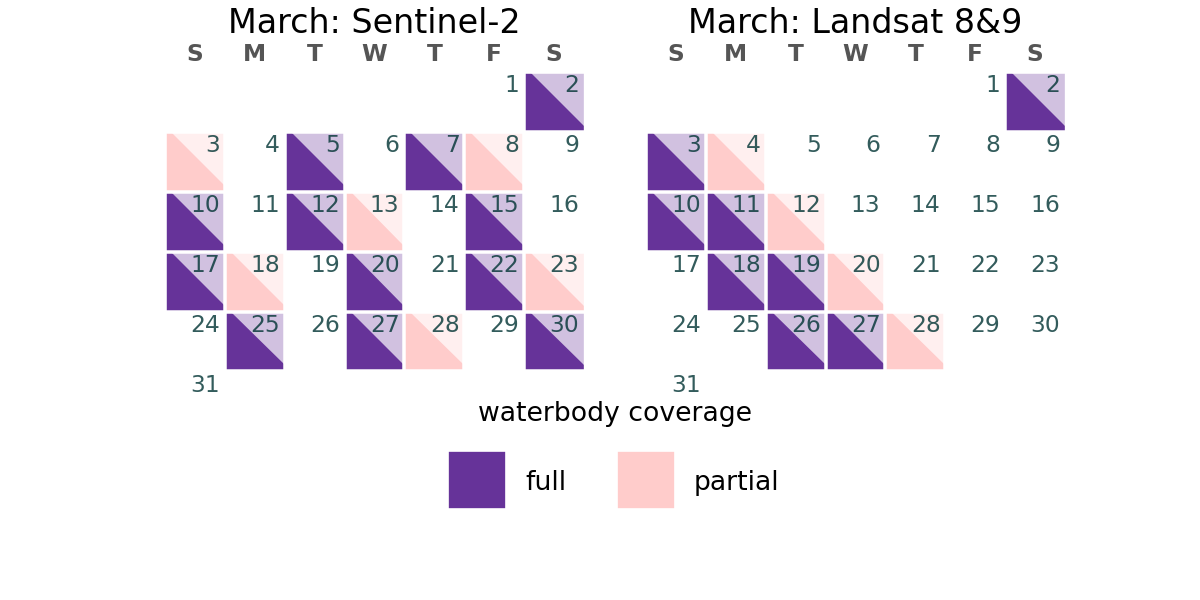 March: Sentinel-2
S M T W T F S
1 2
3 4 5 6 7 8 9
10 11 12 13 14 15 16
17 18 19 20 21 22 23
24 25 26 27 28 29 30
31
March: Landsat 8&9
S M T W T F S
1 2
3 4 5 6 7 8 9
10 11 12 13 14 15 16
17 18 19 20 21 22 23
24 25 26 27 28 29 30
31
waterbody coverage
full
partial